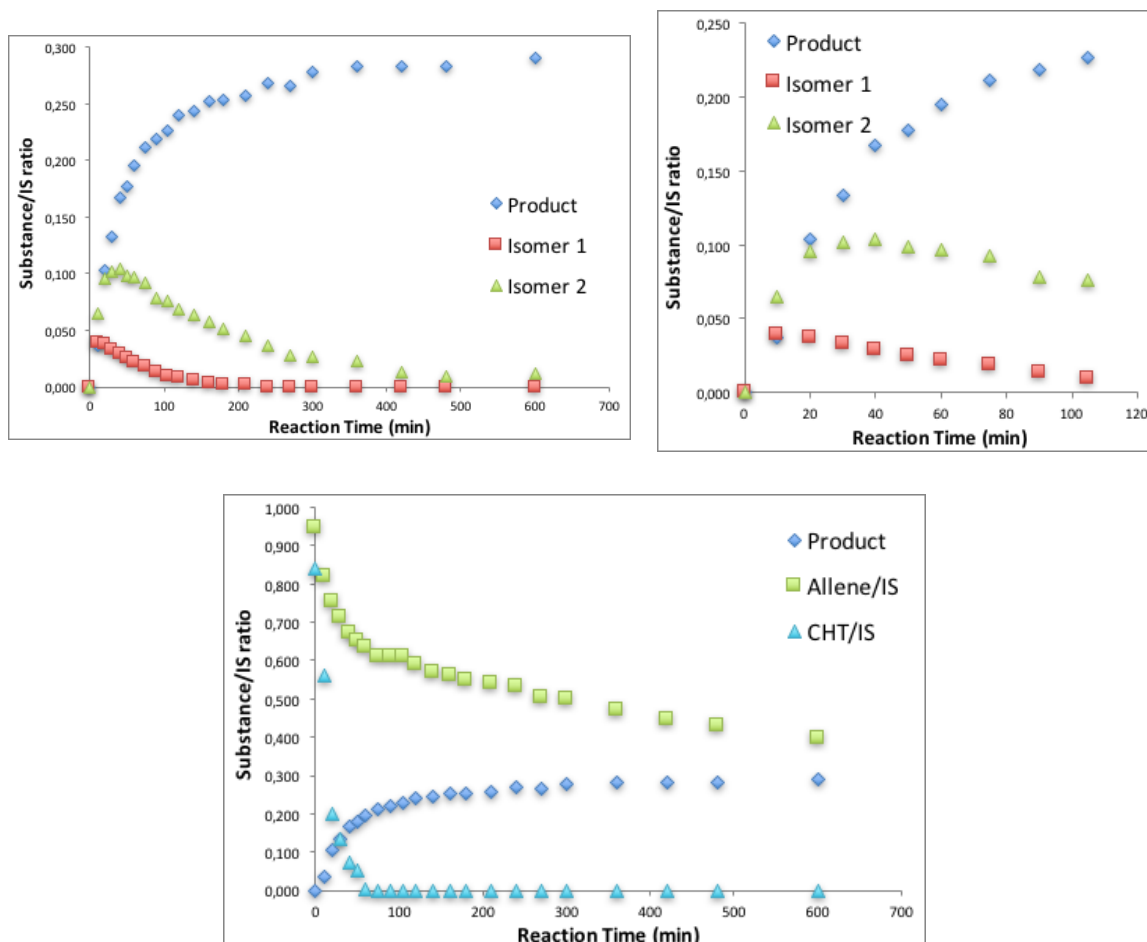 0,300
0,250
0,200
0,150
0,100
0,050
0,000
Substance/IS ratio
Product
Isomer 1
Isomer 2
0 100 200 300 400 500 600 700
Reaction Time (min)
0,250
0,200
0,150
0,100
0,050
0,000
Substance/IS ratio
Product
Isomer 1
Isomer 2
0 20 40 60 80 100 120
Reaction Time (min)
1,000
0,900
0,800
0,700
0,600
0,500
0,400
0,300
0,200
0,100
0,000
Substance/IS ratio
Product
Allene/IS
CHT/IS
0 100 200 300 400 500 600 700
Reaction Time (min)